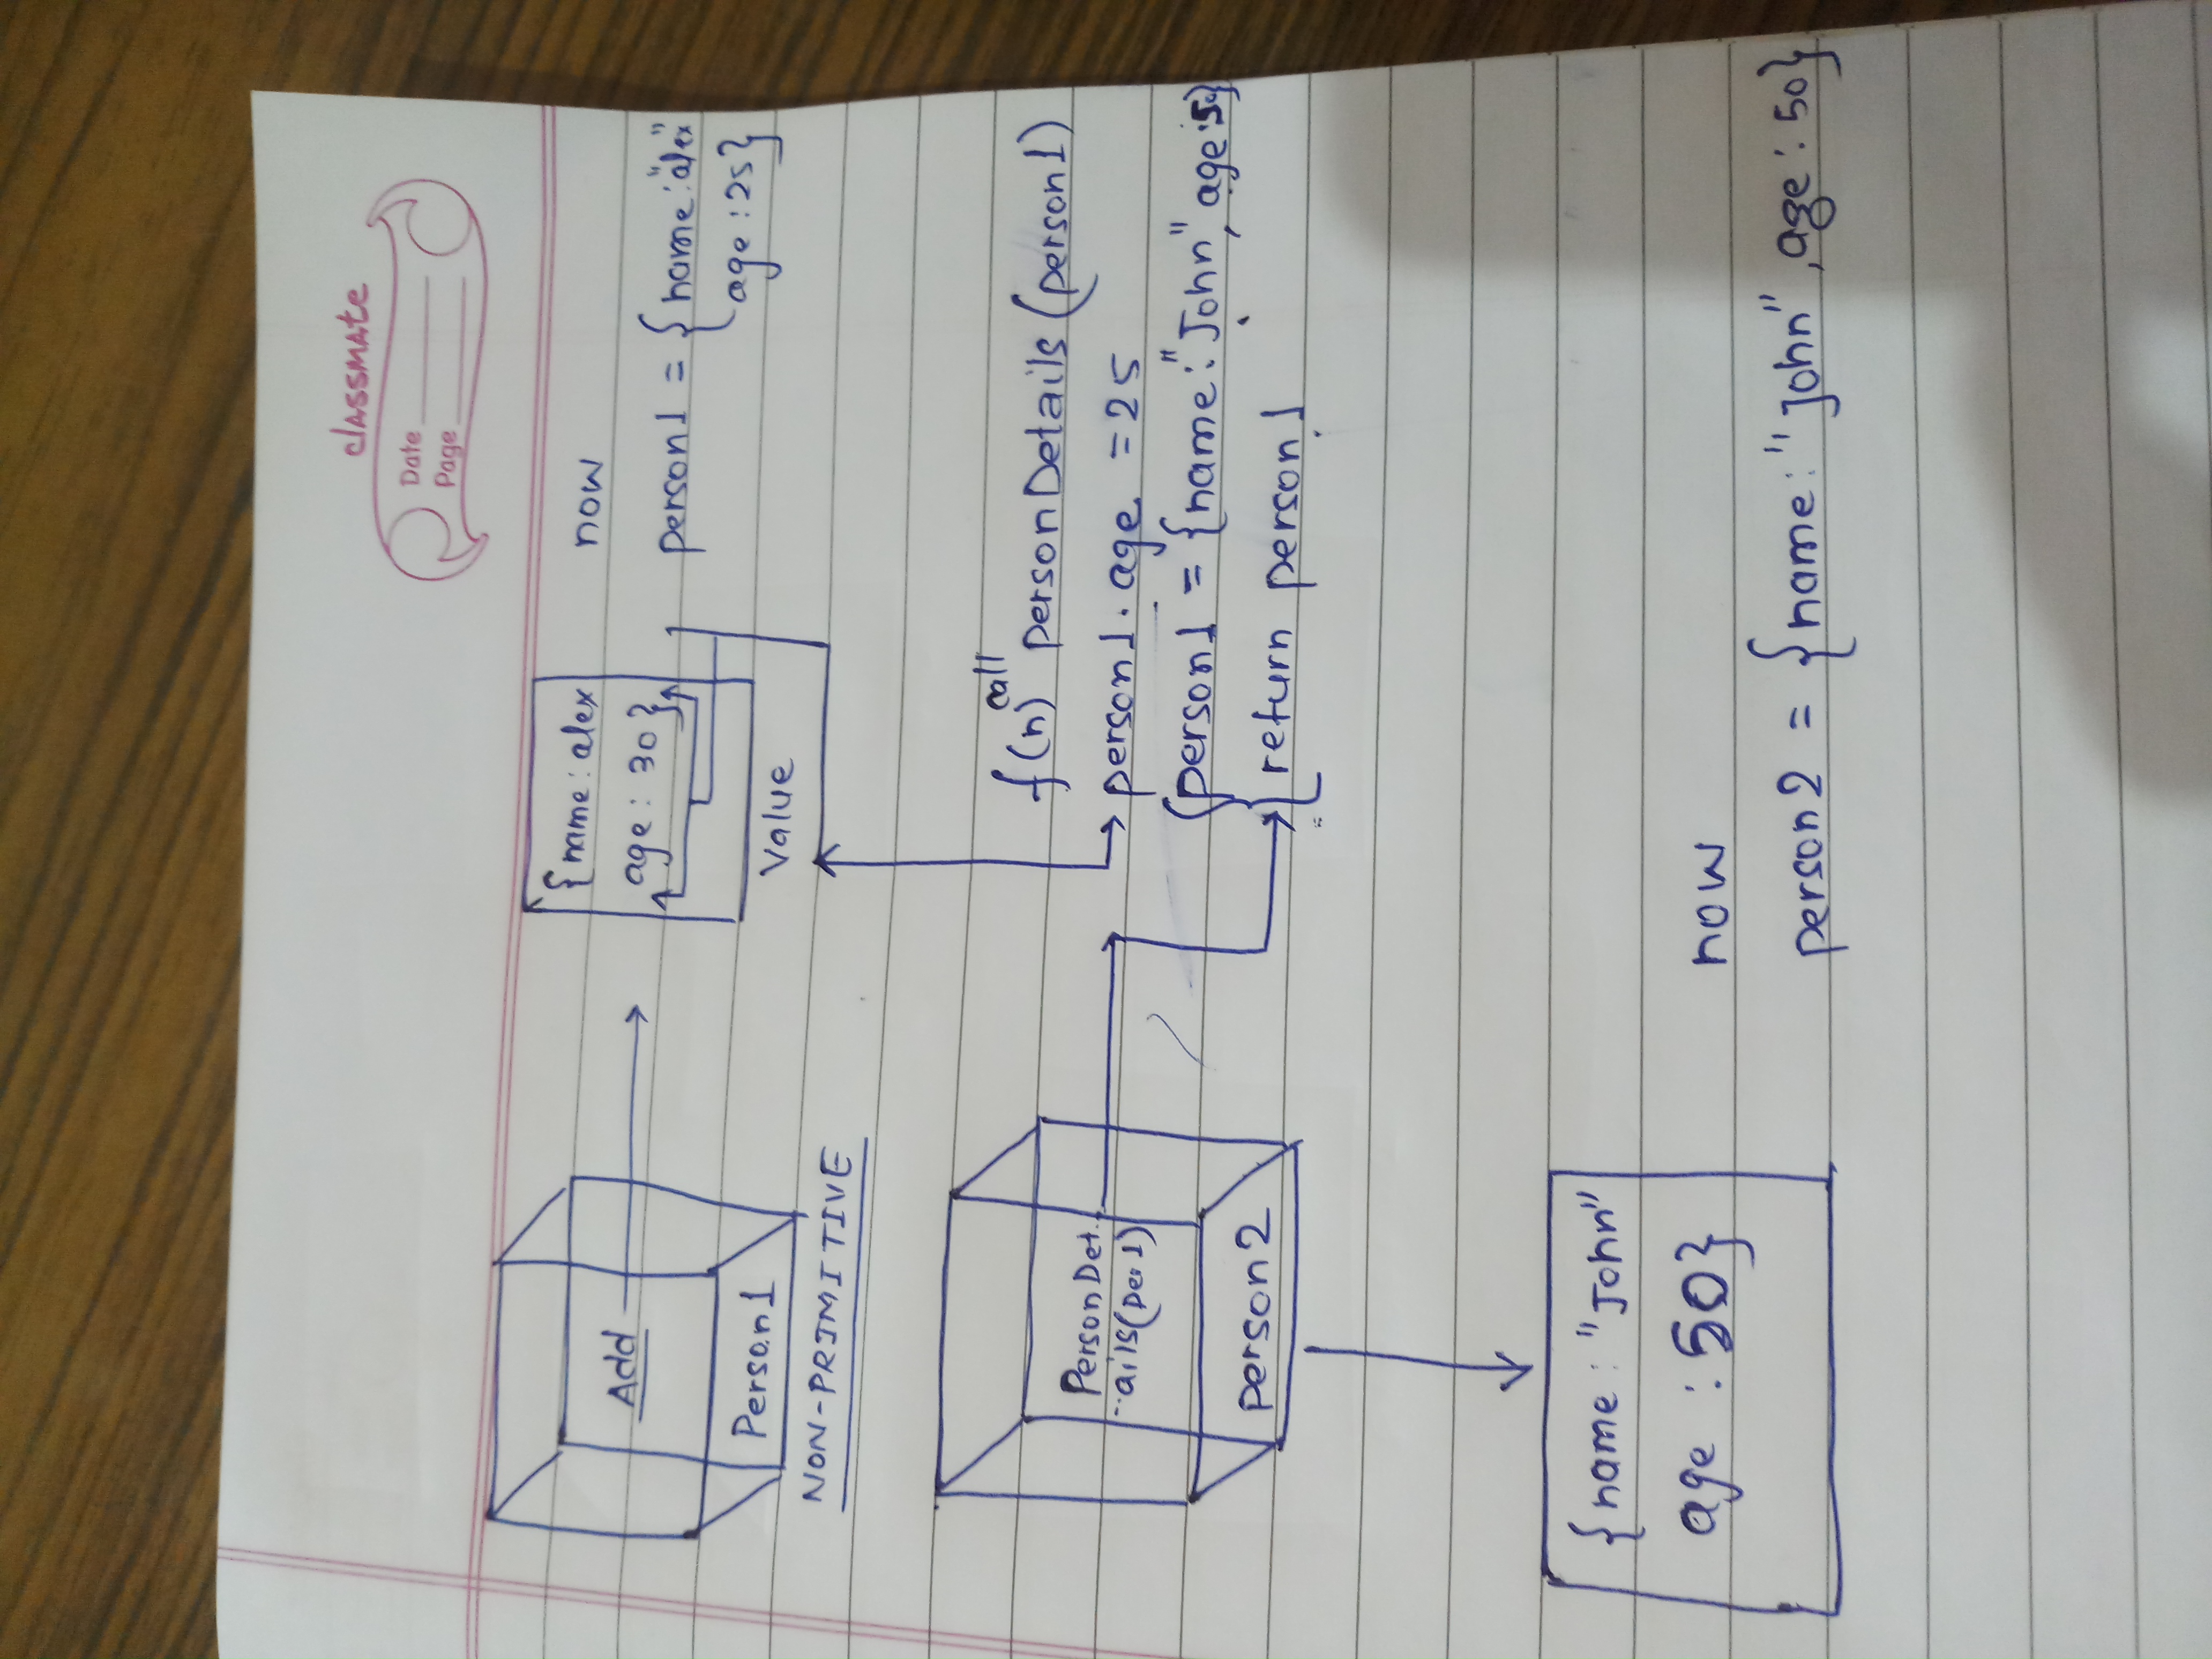 classmate
Date
Page
Add
Person1
NON-PRIMITIVE
{name: alex
age: 30}
Value
now
person1 = {name:"alex"
age:25}
PersonDet..
--ails(per1)
person2
f(n) call personDetails (person1)
person1.age =25
person1 = {name:"John", age:50}
return person1
{name: "John"
age :50}
now
person2 = {name:"john", age:50}